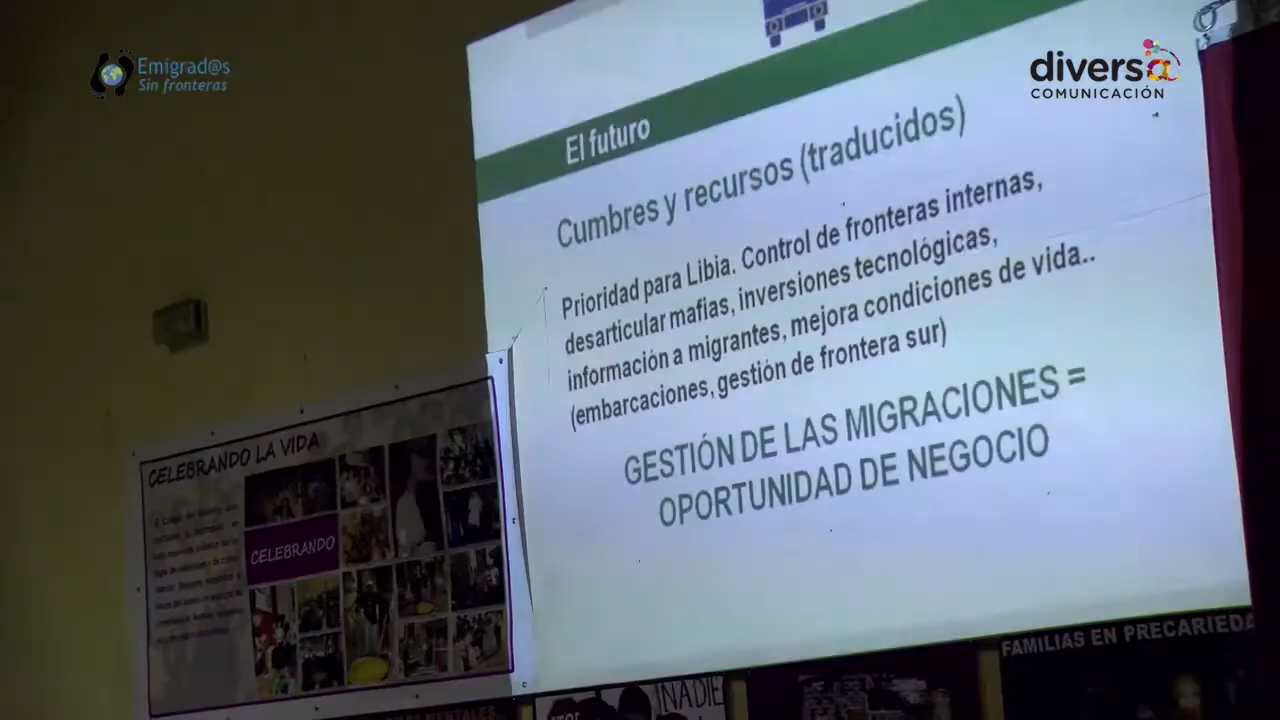 Emigrad@s
Sin fronteras
diversa
COMUNICACIÓN
El futuro
Cumbres y recursos (traducidos)
Prioridad para Libia. Control de fronteras internas,
desarticular mafias, inversiones tecnológicas,
información a migrantes, mejora condiciones de vida..
(embarcaciones, gestión de frontera sur)
GESTIÓN DE LAS MIGRACIONES =
OPORTUNIDAD DE NEGOCIO
CELEBRANDO LA VIDA
CELEBRANDO
FAMILIAS EN PRECARIEDA
NADIE